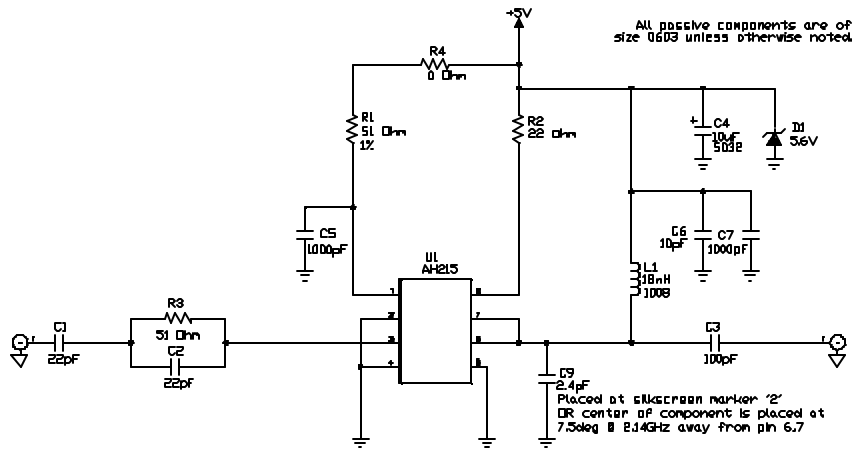 +5V
All passive components are of
size 0603 unless otherwise noted.
R4
0 Ohm
R1
51 Ohm
1%
R2
22 Ohm
+
C4
10uF
5032
D1
5.6V
C5
1000pF
C6
10pF
C7
1000pF
U1
AH215
L1
18nH
1008
1
2
3
4
8
7
6
5
R3
51 Ohm
C1
22pF
C2
22pF
C3
100pF
C9
2.4pF
Placed at silkscreen marker '2'
OR center of component is placed at
7.5deg @ 2.14GHz away from pin 6.7